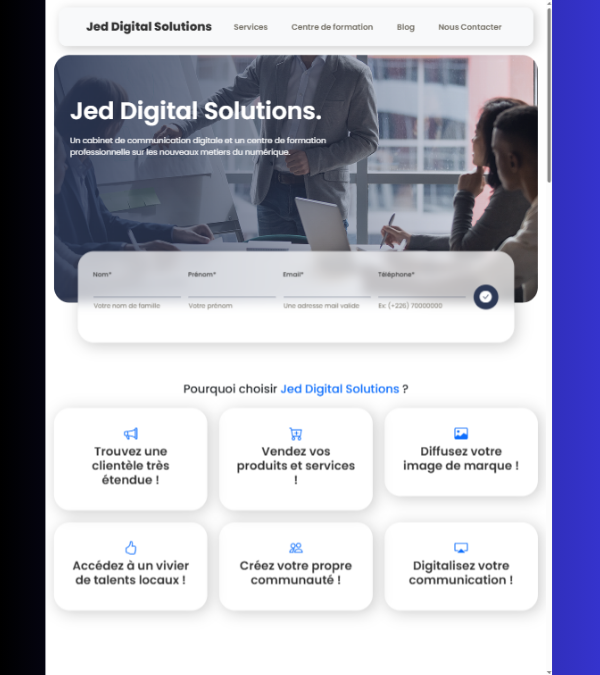 Jed Digital Solutions Services Centre de formation Blog Nous Contacter
Jed Digital Solutions.
Un cabinet de communication digitale et un centre de formation
professionnelle sur les nouveaux metiers du numérique.
Nom* Prénom* Email* Téléphone*
Votre nom de famille Votre prénom Une adresse mail valide Ex: (+226) 70000000
Pourquoi choisir Jed Digital Solutions ?
Trouvez une
clientèle très
étendue !
Vendez vos
produits et services
!
Diffusez votre
image de marque !
Accédez à un vivier
de talents locaux !
Créez votre propre
communauté !
Digitalisez votre
communication !